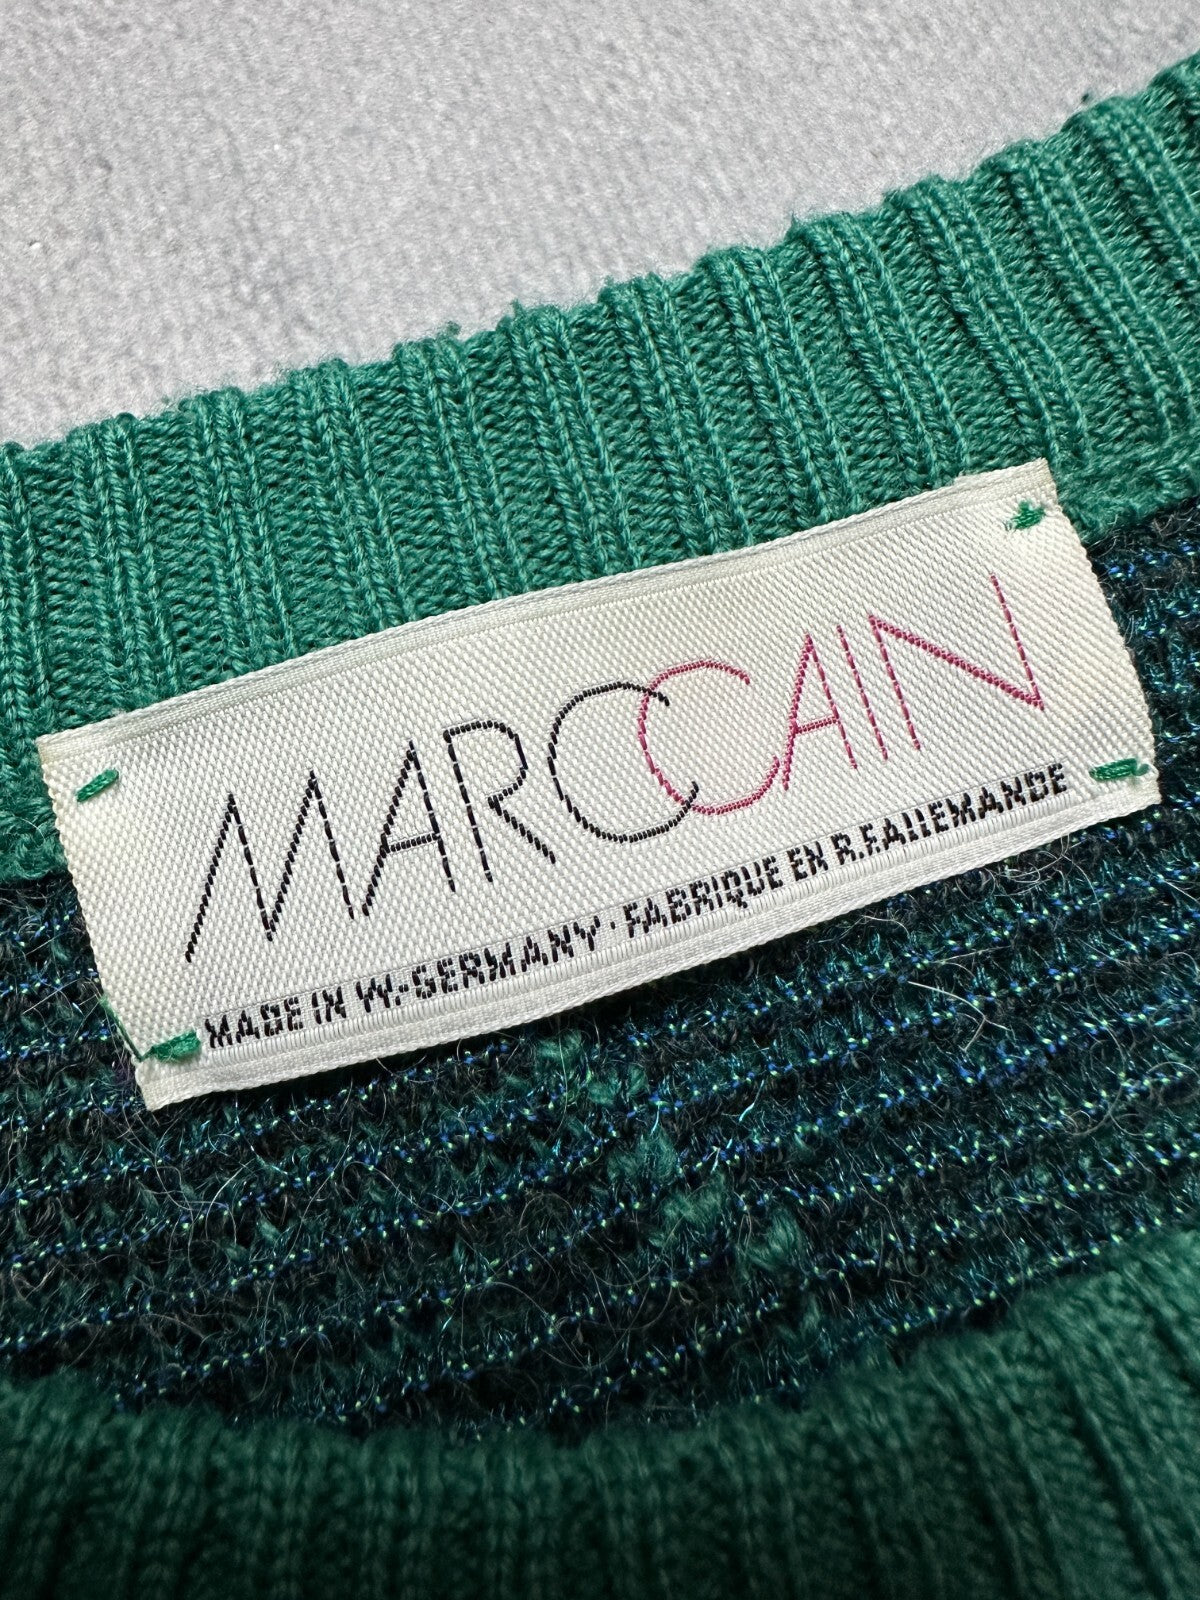 MARCCAIN
MADE IN W.-GERMANY · FABRIQUE EN R.F.ALLEMANDE